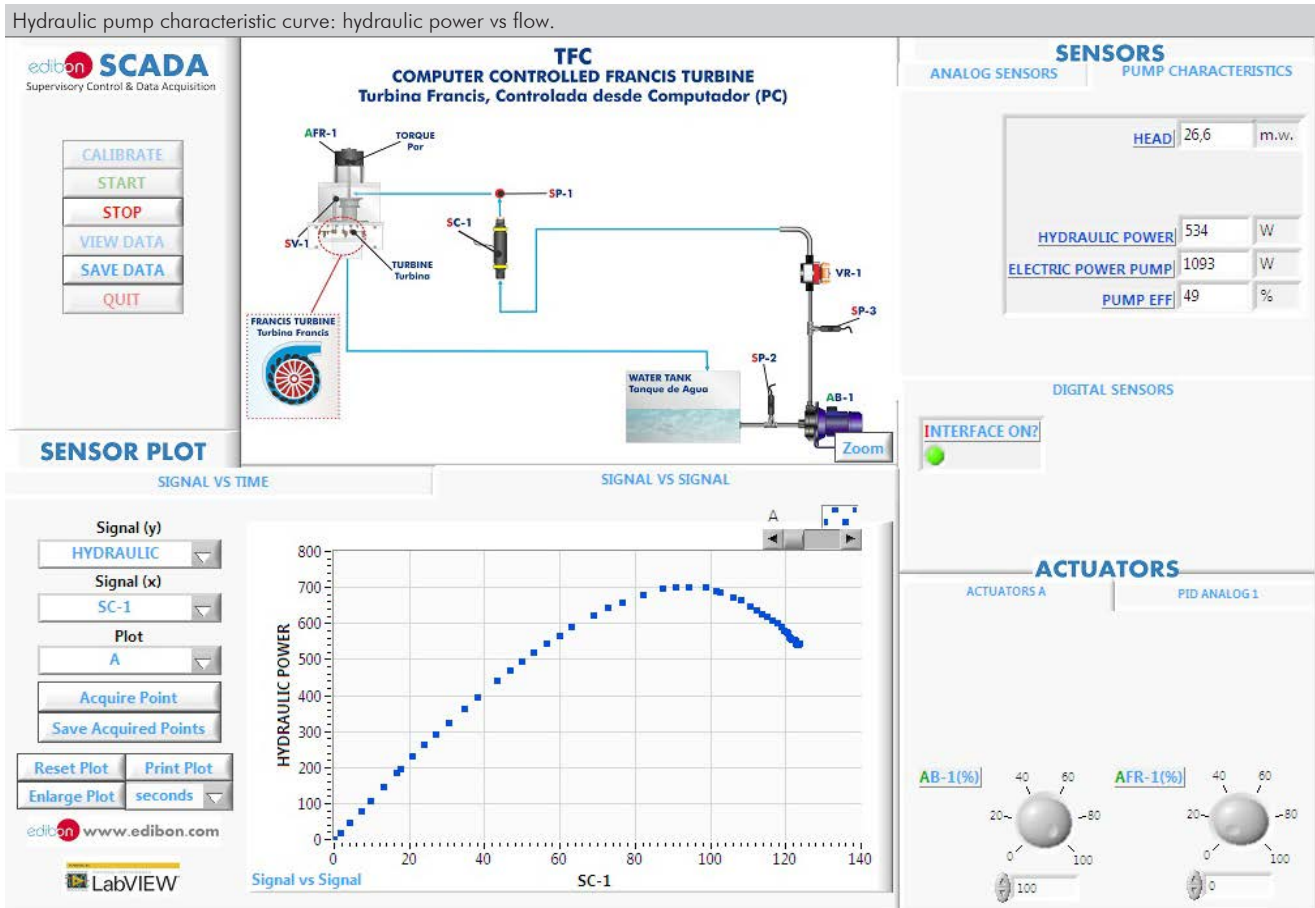 Hydraulic pump characteristic curve: hydraulic power vs flow.
edibon SCADA
Supervisory Control & Data Acquisition
CALIBRATE
START
STOP
VIEW DATA
SAVE DATA
QUIT
TFC
COMPUTER CONTROLLED FRANCIS TURBINE
Turbina Francis, Controlada desde Computador (PC)
AFR-1
TORQUE
Par
SP-1
SC-1
SV-1
TURBINE
Turbina
VR-1
FRANCIS TURBINE
Turbina Francis
SP-3
SP-2
WATER TANK
Tanque de Agua
AB-1
Zoom
SENSORS
ANALOG SENSORS
PUMP CHARACTERISTICS
HEAD 26,6 m.w.
HYDRAULIC POWER 534 W
ELECTRIC POWER PUMP 1093 W
PUMP EFF 49 %
DIGITAL SENSORS
INTERFACE ON?
SENSOR PLOT
SIGNAL VS TIME
SIGNAL VS SIGNAL
Signal (y)
HYDRAULIC
Signal (x)
SC-1
Plot
A
Acquire Point
Save Acquired Points
Reset Plot
Print Plot
Enlarge Plot
seconds
edibon www.edibon.com
LabVIEW
A
HYDRAULIC POWER
800
700
600
500
400
300
200
100
0
0 20 40 60 80 100 120 140
Signal vs Signal
SC-1
ACTUATORS
ACTUATORS A
PID ANALOG 1
AB-1(%)
0 20 40 60 80 100
100
AFR-1(%)
0 20 40 60 80 100
0